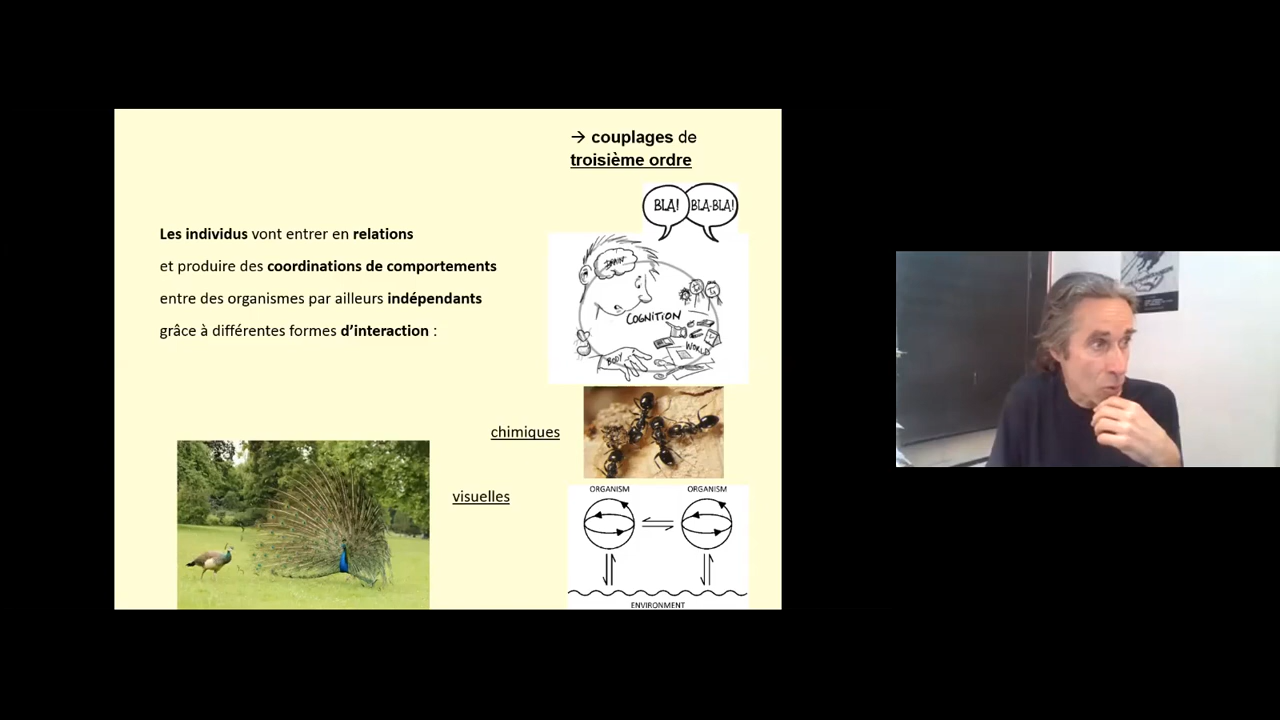 → couplages de
troisième ordre
BLA! BLA-BLA!
Les individus vont entrer en relations
et produire des coordinations de comportements
entre des organismes par ailleurs indépendants
grâce à différentes formes d’interaction :
BRAIN
COGNITION
WORLD
BODY
chimiques
visuelles
ORGANISM ORGANISM
ENVIRONMENT